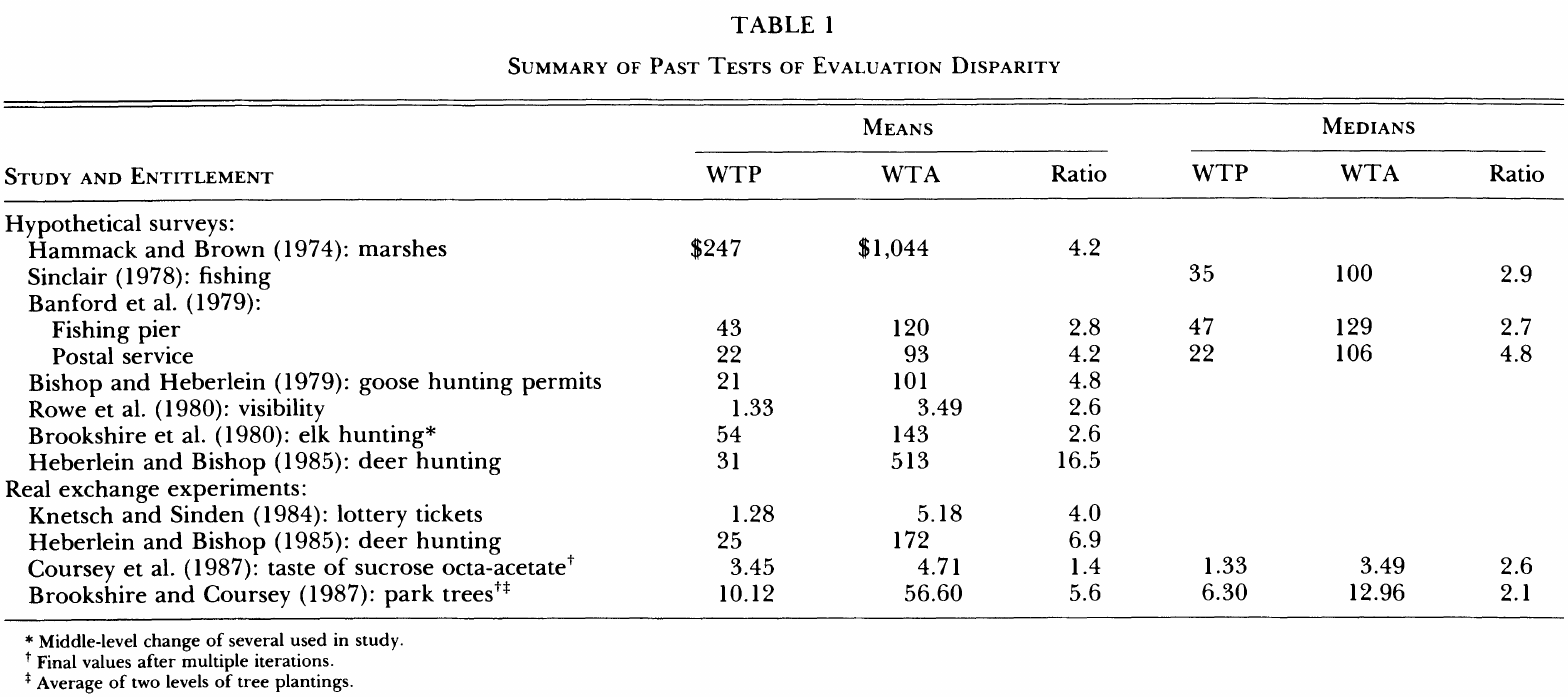 TABLE 1
SUMMARY OF PAST TESTS OF EVALUATION DISPARITY
MEANS MEDIANS
STUDY AND ENTITLEMENT WTP WTA Ratio WTP WTA Ratio
Hypothetical surveys:
Hammack and Brown (1974): marshes $247 $1,044 4.2
Sinclair (1978): fishing 35 100 2.9
Banford et al. (1979):
Fishing pier 43 120 2.8 47 129 2.7
Postal service 22 93 4.2 22 106 4.8
Bishop and Heberlein (1979): goose hunting permits 21 101 4.8
Rowe et al. (1980): visibility 1.33 3.49 2.6
Brookshire et al. (1980): elk hunting* 54 143 2.6
Heberlein and Bishop (1985): deer hunting 31 513 16.5
Real exchange experiments:
Knetsch and Sinden (1984): lottery tickets 1.28 5.18 4.0
Heberlein and Bishop (1985): deer hunting 25 172 6.9
Coursey et al. (1987): taste of sucrose octa-acetate† 3.45 4.71 1.4 1.33 3.49 2.6
Brookshire and Coursey (1987): park trees†‡ 10.12 56.60 5.6 6.30 12.96 2.1
* Middle-level change of several used in study.
† Final values after multiple iterations.
‡ Average of two levels of tree plantings.